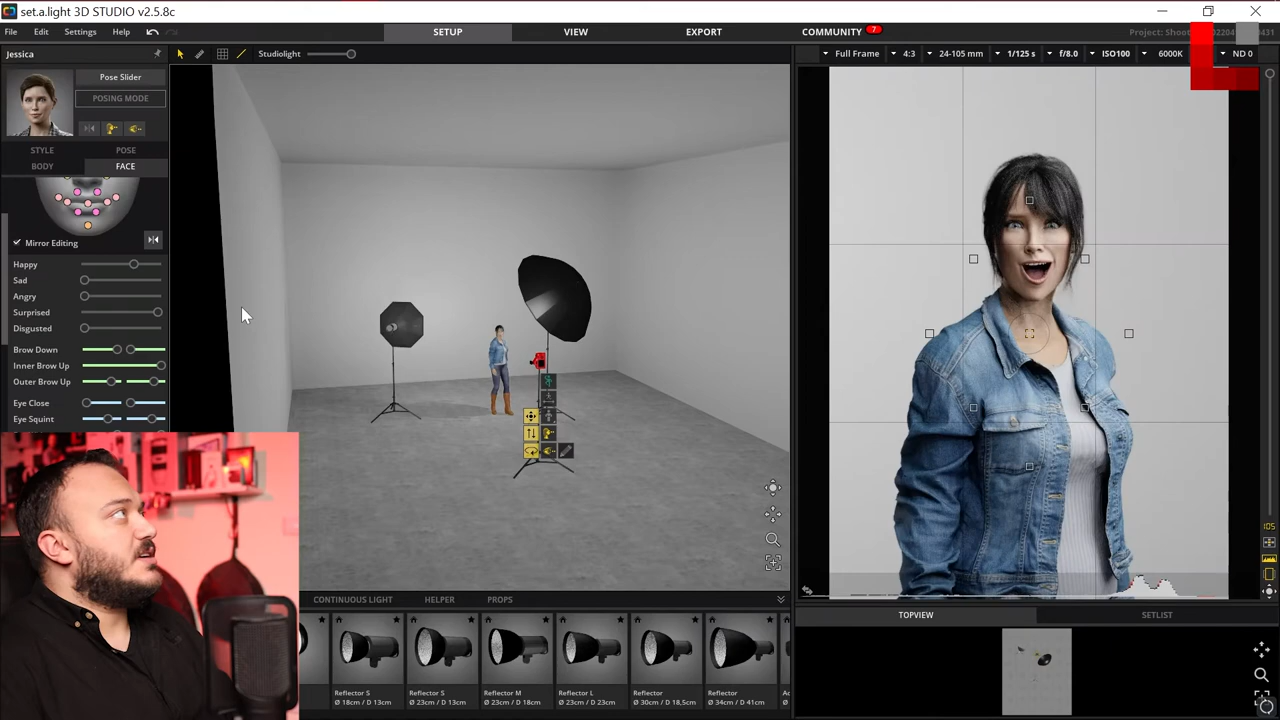 set.a.light 3D STUDIO v2.5.8c
File Edit Settings Help
SETUP VIEW EXPORT COMMUNITY 7
Project: Shoot
Jessica
Studiolight
Full Frame 4:3 24-105 mm 1/125 s f/8.0 ISO100 6000K ND 0
Pose Slider
POSING MODE
STYLE POSE
BODY FACE
Mirror Editing
Happy
Sad
Angry
Surprised
Disgusted
Brow Down
Inner Brow Up
Outer Brow Up
Eye Close
Eye Squint
105
CONTINUOUS LIGHT HELPER PROPS
TOPVIEW SETLIST
Reflector S
Ø 18cm / D 13cm
Reflector S
Ø 23cm / D 13cm
Reflector M
Ø 23cm / D 18cm
Reflector L
Ø 23cm / D 23cm
Reflector
Ø 30cm / D 18,5cm
Reflector
Ø 34cm / D 41cm